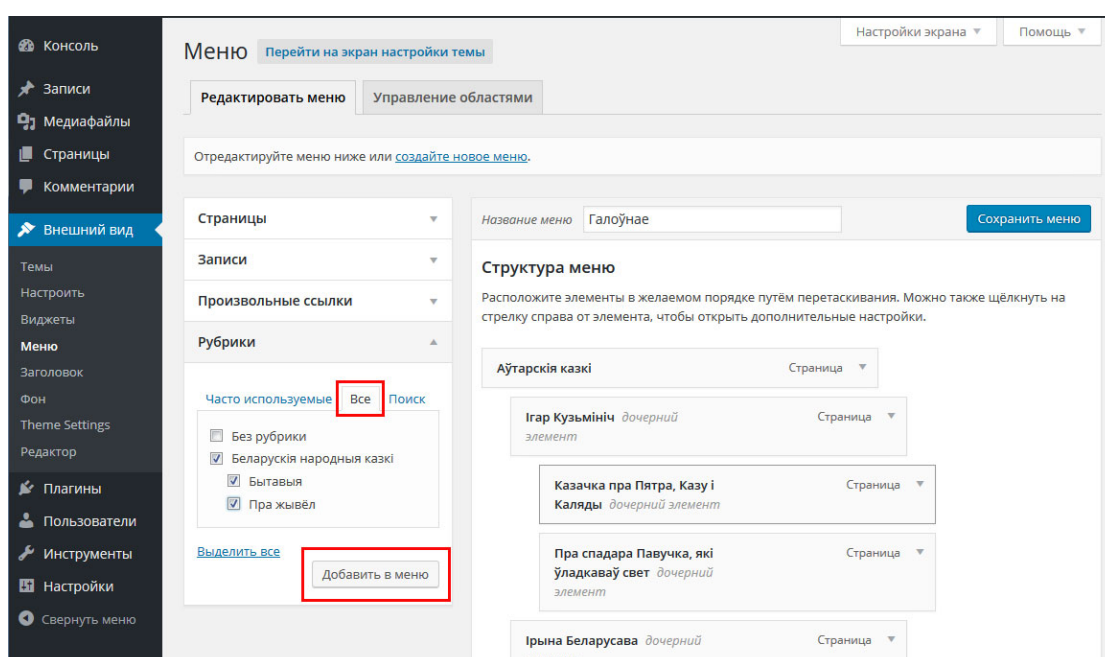 Консоль
Записи
Медиафайлы
Страницы
Комментарии
Внешний вид
Темы
Настроить
Виджеты
Меню
Заголовок
Фон
Theme Settings
Редактор
Плагины
Пользователи
Инструменты
Настройки
Свернуть меню
Настройки экрана
Помощь
Меню Перейти на экран настройки темы
Редактировать меню Управление областями
Отредактируйте меню ниже или создайте новое меню.
Страницы
Записи
Произвольные ссылки
Рубрики
Часто используемые Все Поиск
Без рубрики
Беларускія народныя казкі
Бытавыя
Пра жывёл
Выделить все
Добавить в меню
Название меню Галоўнае Сохранить меню
Структура меню
Расположите элементы в желаемом порядке путём перетаскивания. Можно также щёлкнуть на
стрелку справа от элемента, чтобы открыть дополнительные настройки.
Аўтарскія казкі Страница
Ігар Кузьмініч дочерний Страница
элемент
Казачка пра Пятра, Казу і Страница
Каляды дочерний элемент
Пра спадара Павучка, які Страница
ўладкаваў свет дочерний
элемент
Ірына Беларусава дочерний Страница